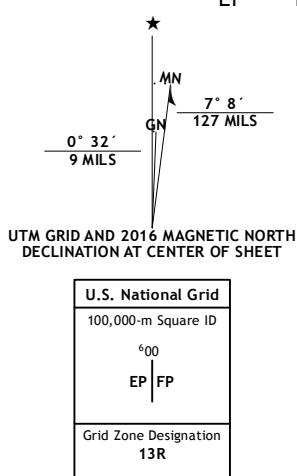 ★
MN
GN
7° 8´
127 MILS
0° 32´
9 MILS
UTM GRID AND 2016 MAGNETIC NORTH
DECLINATION AT CENTER OF SHEET
U.S. National Grid
100,000-m Square ID
⁶00
EP FP
Grid Zone Designation
13R